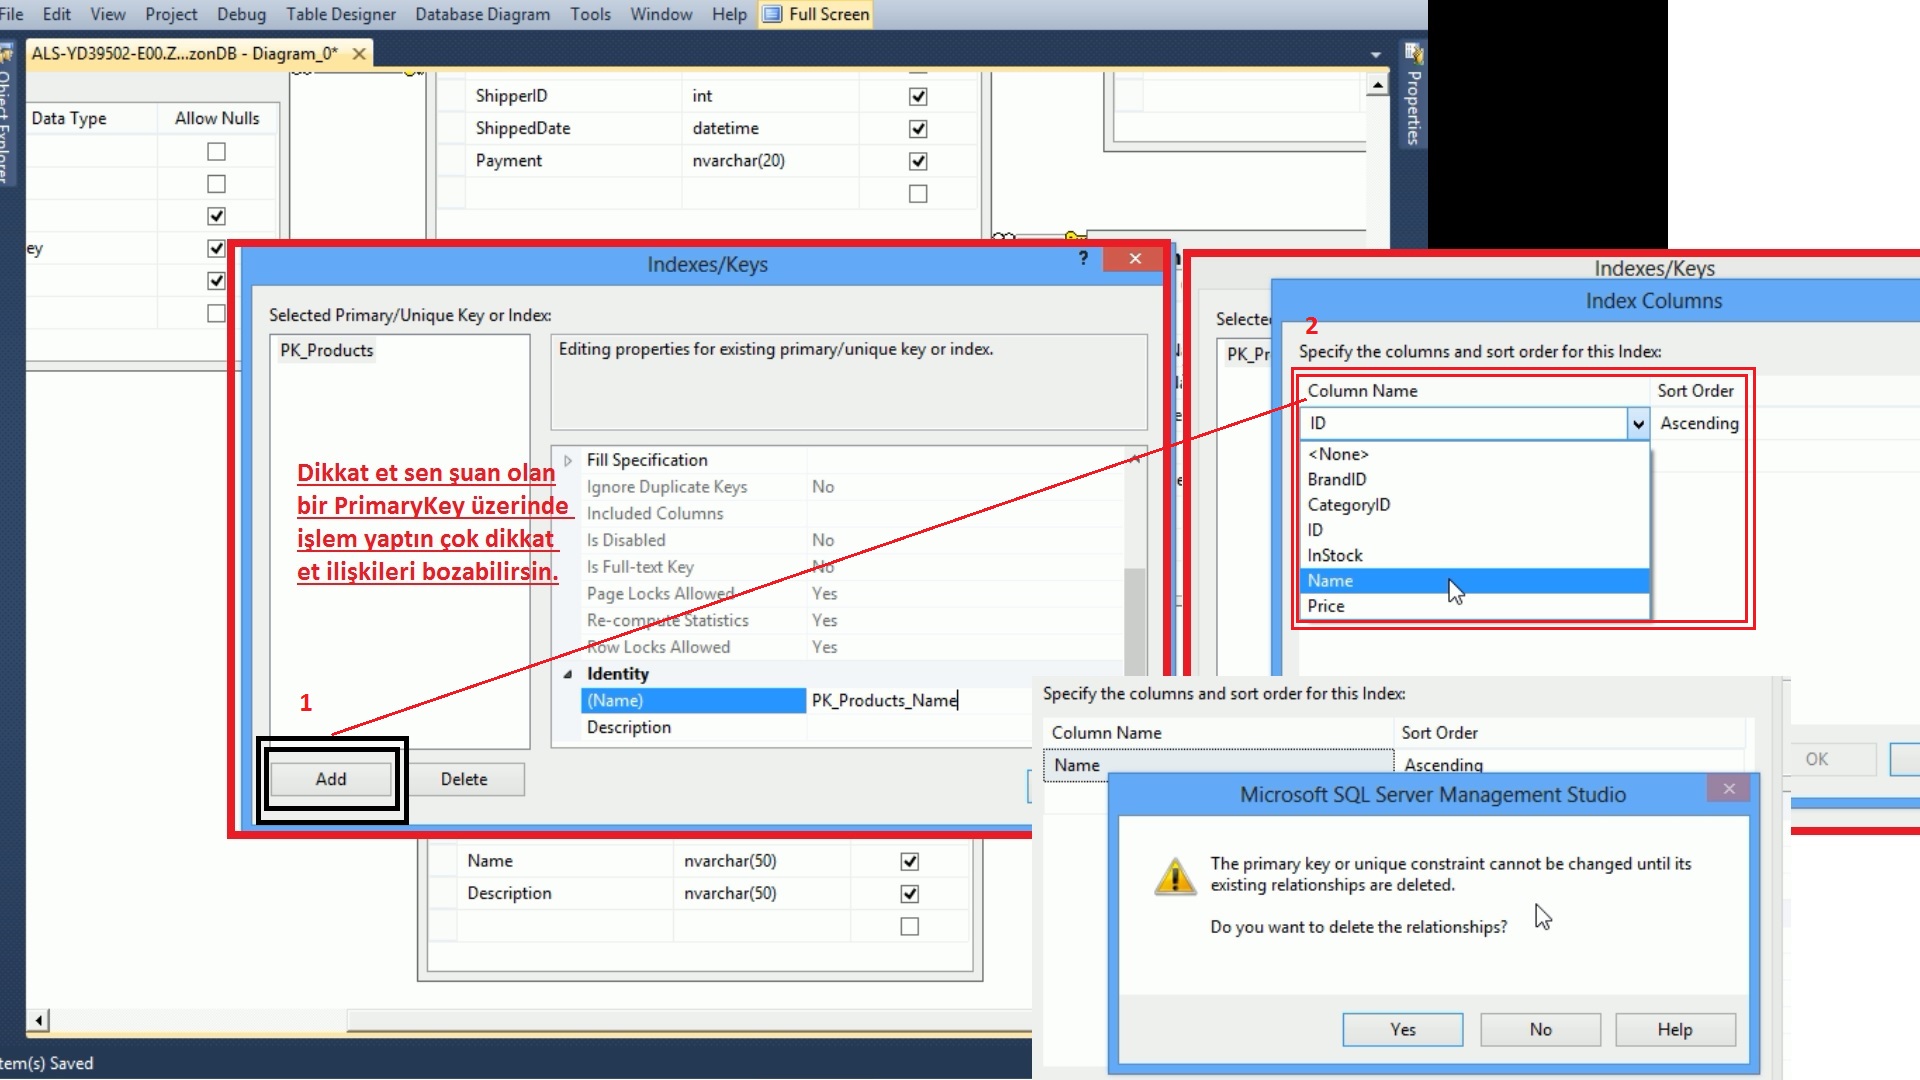 File Edit View Project Debug Table Designer Database Diagram Tools Window Help Full Screen
ALS-YD39502-E00.Z...zonDB - Diagram_0*
Object Explorer
Properties
Data Type Allow Nulls
ey
ShipperID int
ShippedDate datetime
Payment nvarchar(20)
Indexes/Keys
?
Selected Primary/Unique Key or Index:
PK_Products
Editing properties for existing primary/unique key or index.
Dikkat et sen şuan olan
bir PrimaryKey üzerinde
işlem yaptın çok dikkat
et ilişkileri bozabilirsin.
Fill Specification
Ignore Duplicate Keys No
Included Columns
Is Disabled No
Is Full-text Key No
Page Locks Allowed Yes
Re-compute Statistics Yes
Row Locks Allowed Yes
Identity
(Name) PK_Products_Name
Description
1
Add Delete
Name nvarchar(50)
Description nvarchar(50)
Indexes/Keys
Index Columns
Selecte
PK_Pr
2
Specify the columns and sort order for this Index:
Column Name Sort Order
ID Ascending
<None>
BrandID
CategoryID
ID
InStock
Name
Price
OK
Specify the columns and sort order for this Index:
Column Name Sort Order
Name Ascending
Microsoft SQL Server Management Studio
The primary key or unique constraint cannot be changed until its
existing relationships are deleted.
Do you want to delete the relationships?
Yes No Help
tem(s) Saved